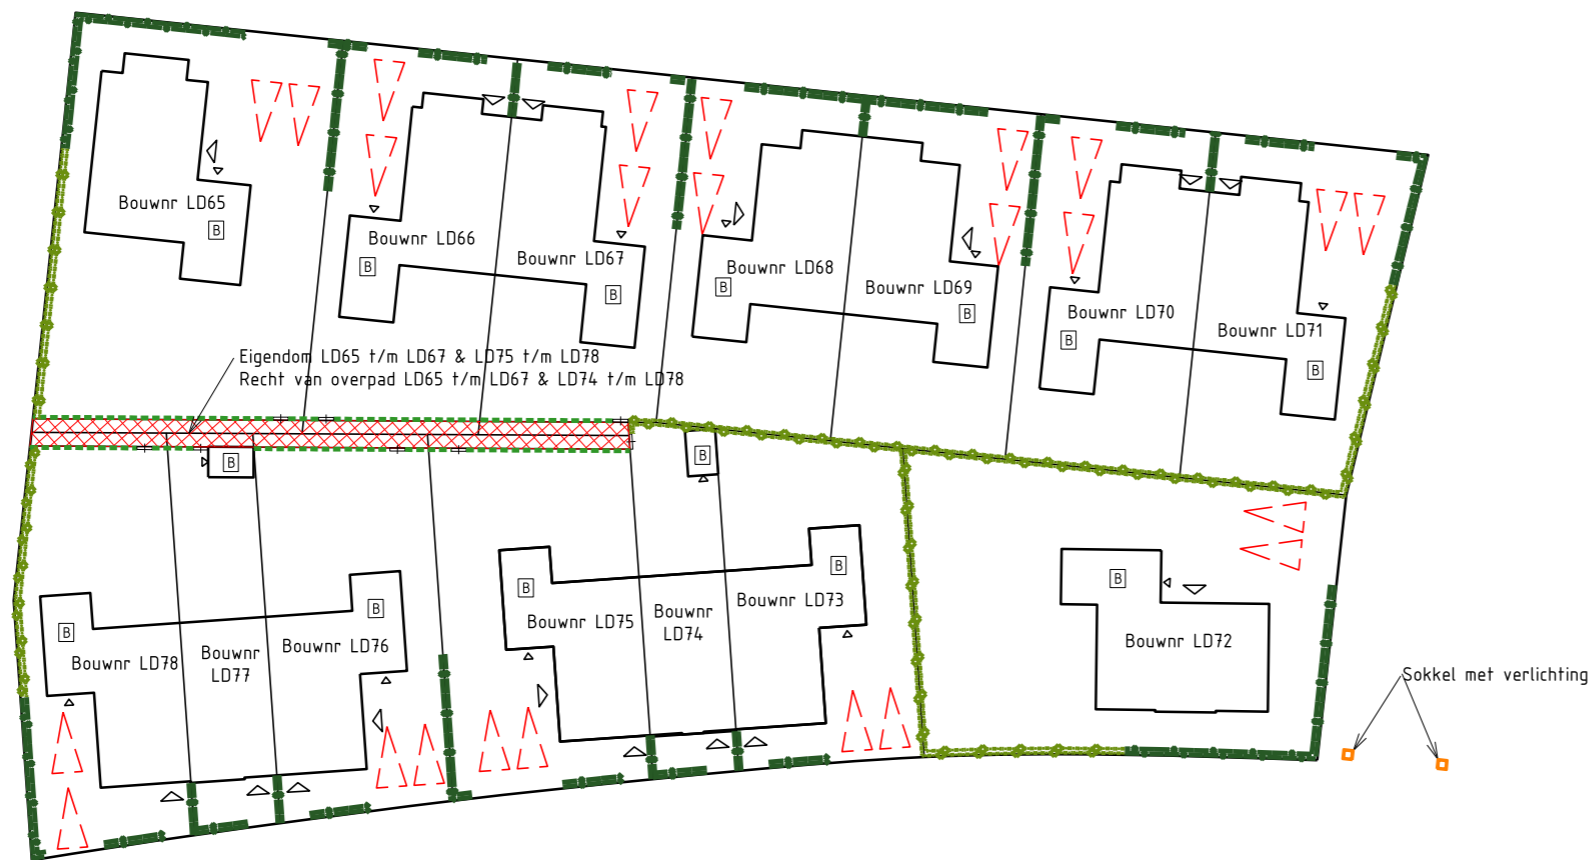 Bouwnr LD65
B
Bouwnr LD66
B
Bouwnr LD67
B
Bouwnr LD68
B
Bouwnr LD69
B
Bouwnr LD70
B
Bouwnr LD71
B
Eigendom LD65 t/m LD67 & LD75 t/m LD78
Recht van overpad LD65 t/m LD67 & LD74 t/m LD78
B
B
B
Bouwnr LD78
Bouwnr
LD77
B
Bouwnr LD76
B
Bouwnr LD75
Bouwnr
LD74
B
Bouwnr LD73
B
Bouwnr LD72
Sokkel met verlichting